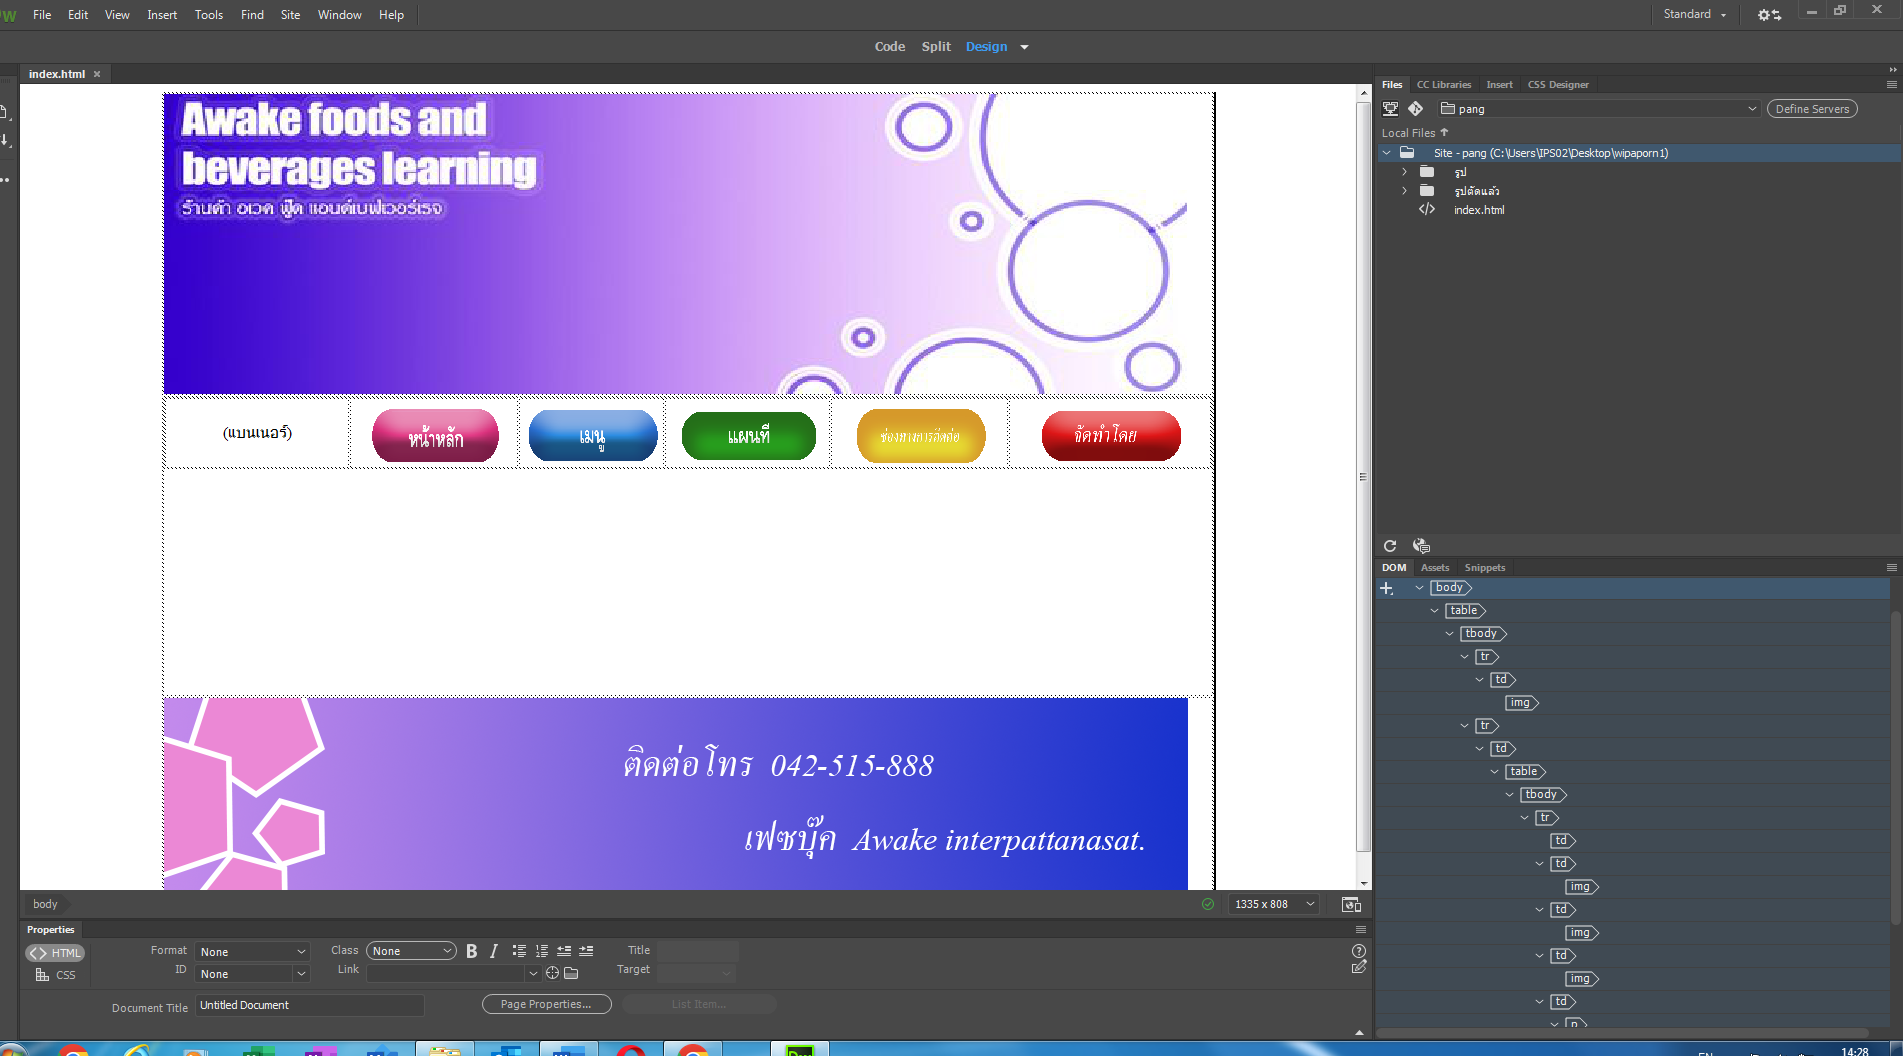 W
File Edit View Insert Tools Find Site Window Help
Standard
Code Split Design
index.html
Files CC Libraries Insert CSS Designer
pang Define Servers
Local Files
Site - pang (C:\Users\IPS02\Desktop\wipaporn1)
รูป
รูปตัดแล้ว
index.html
Awake foods and
beverages learning
ร้านค้า อเวค ฟู๊ด แอนด์เบฟเวอร์เรจ
(แบนเนอร์) หน้าหลัก เมนู แผนที่ ช่องทางการติดต่อ จัดทำโดย
ติดต่อโทร 042-515-888
เฟซบุ๊ค Awake interpattanasat.
DOM Assets Snippets
body
table
tbody
tr
td
img
tr
td
table
tbody
tr
td
td
img
td
img
td
img
td
p
body 1335 x 808
Properties
HTML Format None Class None B I Title
CSS ID None Link Target
Document Title Untitled Document Page Properties... List Item...
EN 14:28